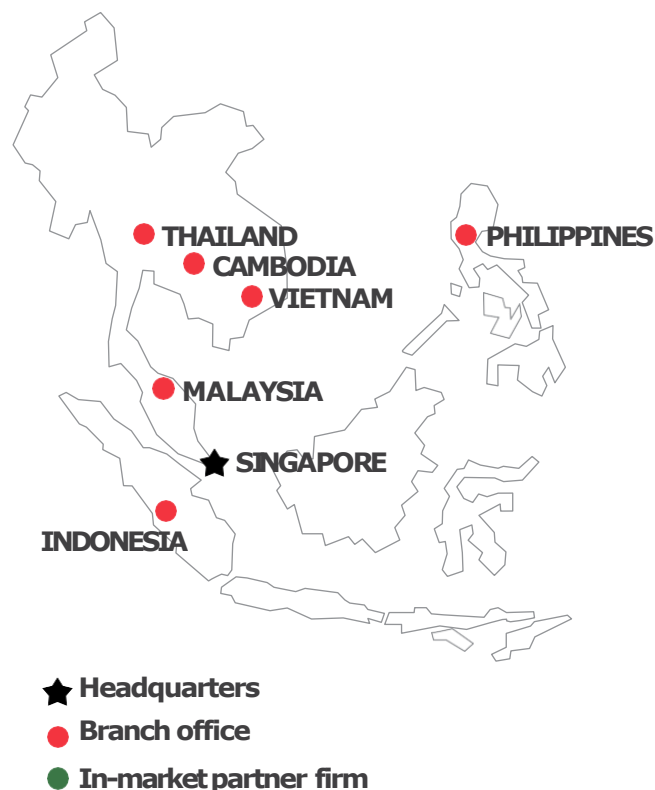 THAILAND
PHILIPPINES
CAMBODIA
VIETNAM
MALAYSIA
SINGAPORE
INDONESIA
Headquarters
Branch office
In-market partner firm